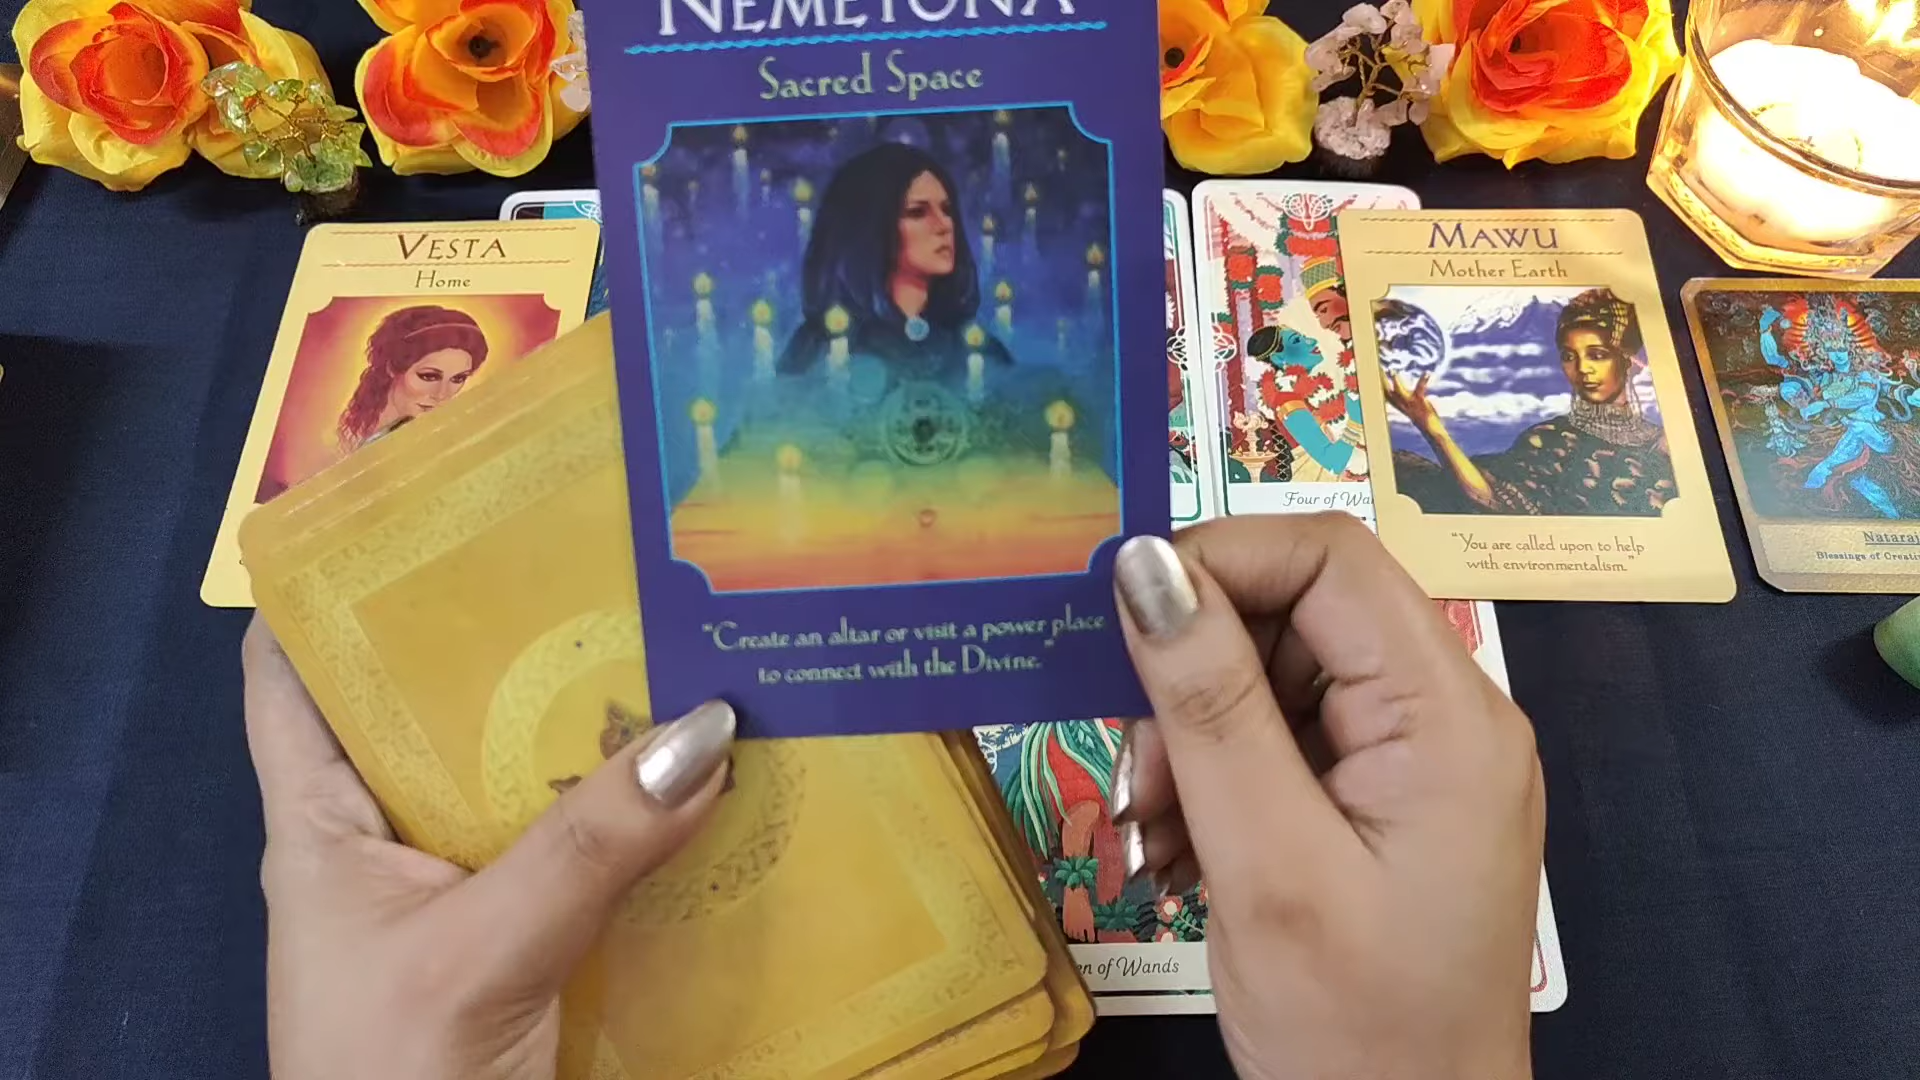 NEMETONA
Sacred Space
"Create an altar or visit a power place
to connect with the Divine."
VESTA
Home
MAWU
Mother Earth
"You are called upon to help
with environmentalism."
Four of Wa
Nataraj
Blessings of Creati
en of Wands